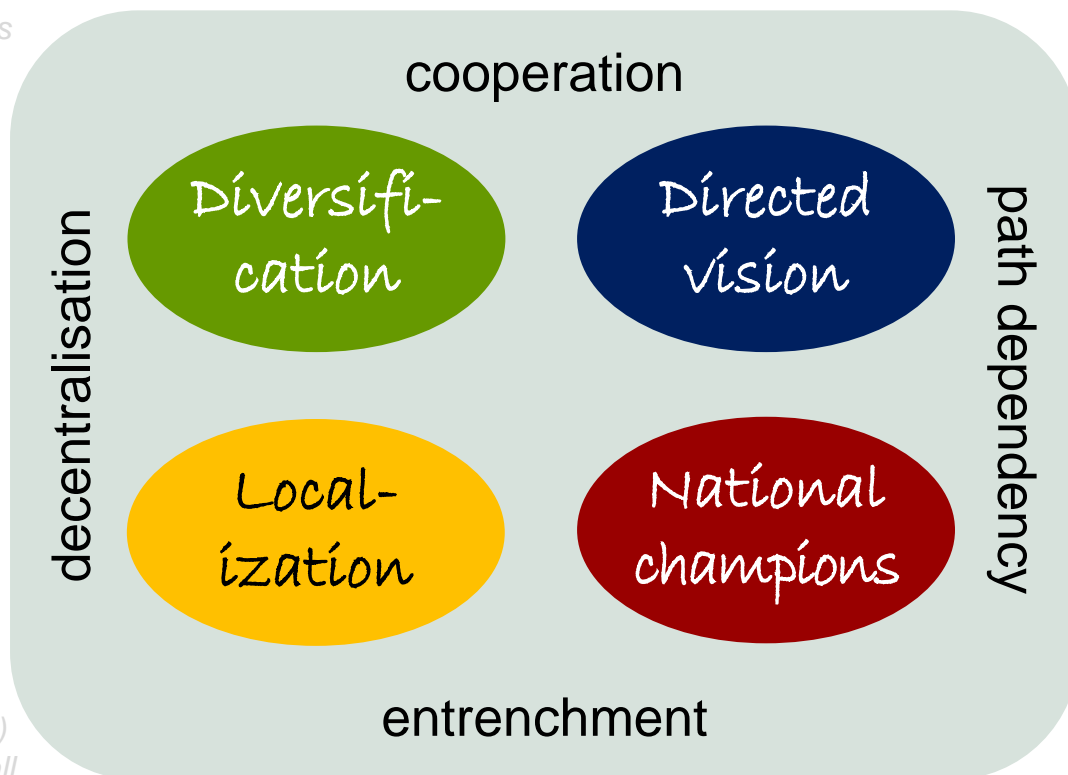 cooperation
Diversifi-
cation
Directed
vision
decentralisation
path dependency
Local-
ization
National
champions
entrenchment